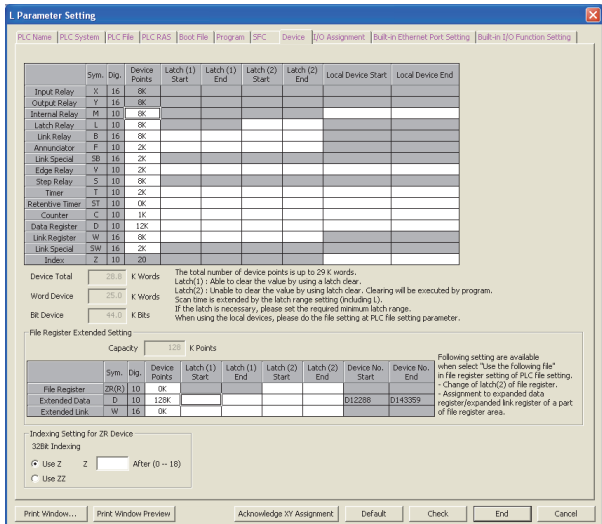 L Parameter Setting
PLC Name PLC System PLC File PLC RAS Boot File Program SFC Device I/O Assignment Built-in Ethernet Port Setting Built-in I/O Function Setting
Sym. Dig. Device Points Latch (1) Start Latch (1) End Latch (2) Start Latch (2) End Local Device Start Local Device End
Input Relay X 16 8K
Output Relay Y 16 8K
Internal Relay M 10 8K
Latch Relay L 10 8K
Link Relay B 16 8K
Annunciator F 10 2K
Link Special SB 16 2K
Edge Relay V 10 2K
Step Relay S 10 8K
Timer T 10 2K
Retentive Timer ST 10 0K
Counter C 10 1K
Data Register D 10 12K
Link Register W 16 8K
Link Special SW 16 2K
Index Z 10 20
Device Total 28.8 K Words
Word Device 25.0 K Words
Bit Device 44.0 K Bits
The total number of device points is up to 29 K words.
Latch(1) : Able to clear the value by using a latch clear.
Latch(2) : Unable to clear the value by using latch clear. Clearing will be executed by program.
Scan time is extended by the latch range setting (including L).
If the latch is necessary, please set the required minimum latch range.
When using the local devices, please do the file setting at PLC file setting parameter.
File Register Extended Setting
Capacity 128 K Points
Sym. Dig. Device Points Latch (1) Start Latch (1) End Latch (2) Start Latch (2) End Device No. Start Device No. End
File Register ZR(R) 10 0K
Extended Data D 10 128K D12288 D143359
Extended Link W 16 0K
Following setting are available
when select "Use the following file"
in file register setting of PLC file setting.
- Change of latch(2) of file register.
- Assignment to expanded data
register/expanded link register of a part
of file register area.
Indexing Setting for ZR Device
32Bit Indexing
Use Z Z After (0 -- 18)
Use ZZ
Print Window... Print Window Preview Acknowledge XY Assignment Default Check End Cancel